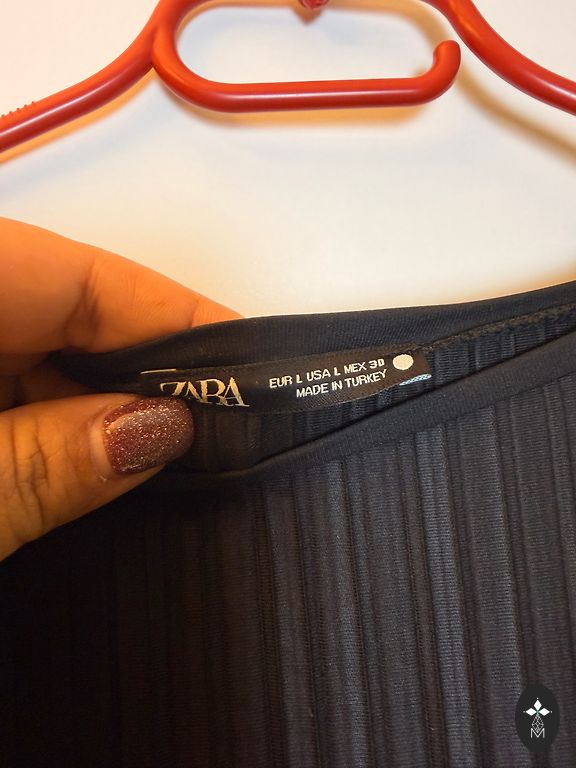 ZARA
EUR L USA L MEX 30
MADE IN TURKEY
M